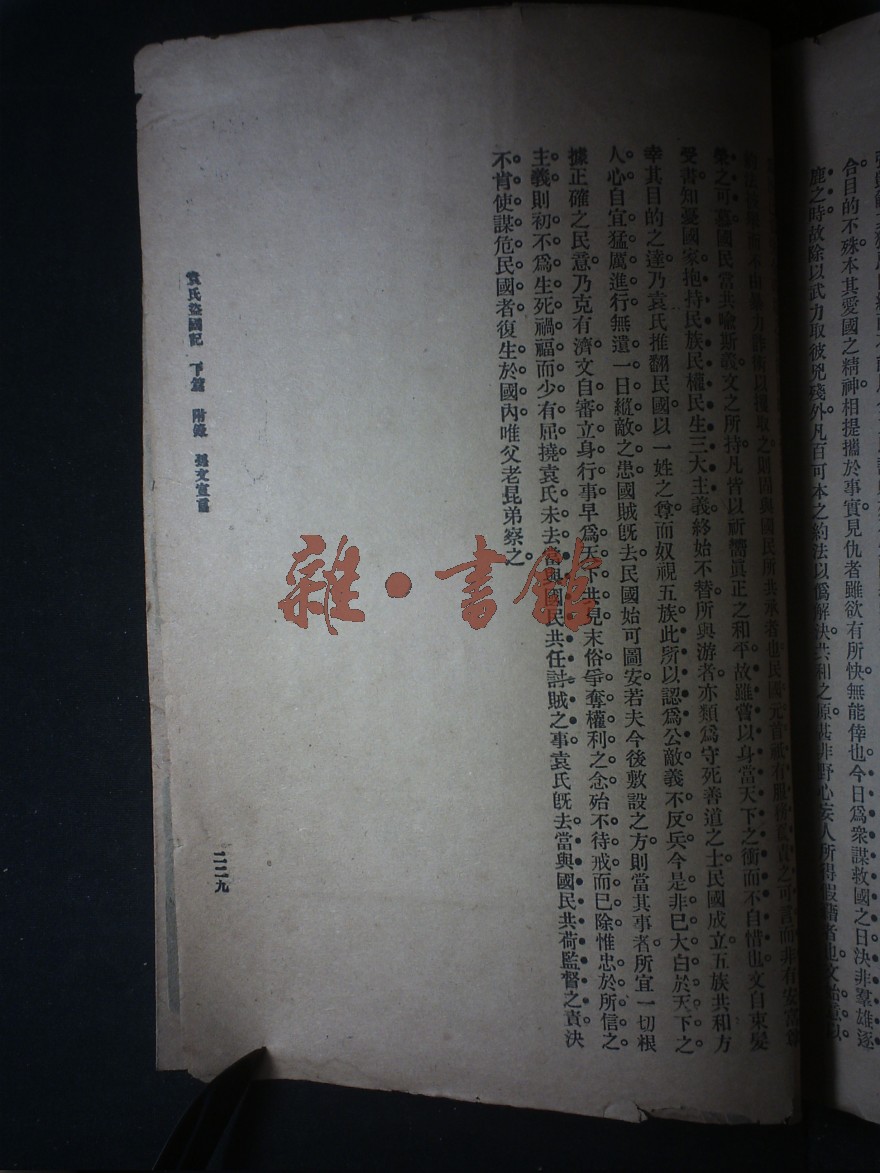 合目的不殊本其愛國之精神相提攜於事實見仇者雖欲有所快無能倖也今日爲衆謀救國之日決非羣雄逐
鹿之時故除以武力取彼兇殘外凡百可本之約法以爲解決共和之原甚非野心妄人所得假藉者也文始意以
力詐術以攫取之則固與國民所共承者也民國元首祗有服務負責之可言而非有安富尊
榮之可慕國民當共喻斯義文之所持凡皆以祈嚮眞正之和平故雖嘗以身當天下之衝而不自惜也文自束髮
受書知憂國家抱持民族民權民生三大主義終始不替所與游者亦類爲守死善道之士民國成立五族共和方
幸其目的之達乃袁氏推翻民國以一姓之尊而奴視五族此所以認爲公敵義不反兵今是非已大白於天下之
人心自宜猛厲進行無遺一日縱敵之患國賊旣去民國始可圖安若夫今後敷設之方則當其事者所宜一切根
據正確之民意乃克有濟文自審立身行事早爲天下共見末俗爭奪權利之念殆不待戒而已除惟忠於所信之
主義則初不爲生死禍福而少有屈撓袁氏未去當與國民共任討賊之事袁氏旣去當與國民共荷監督之責決
不肯使謀危民國者復生於國內唯父老昆弟察之
袁氏盜國記 下篇 附錄 孫文宣言
二二九
雜・書館